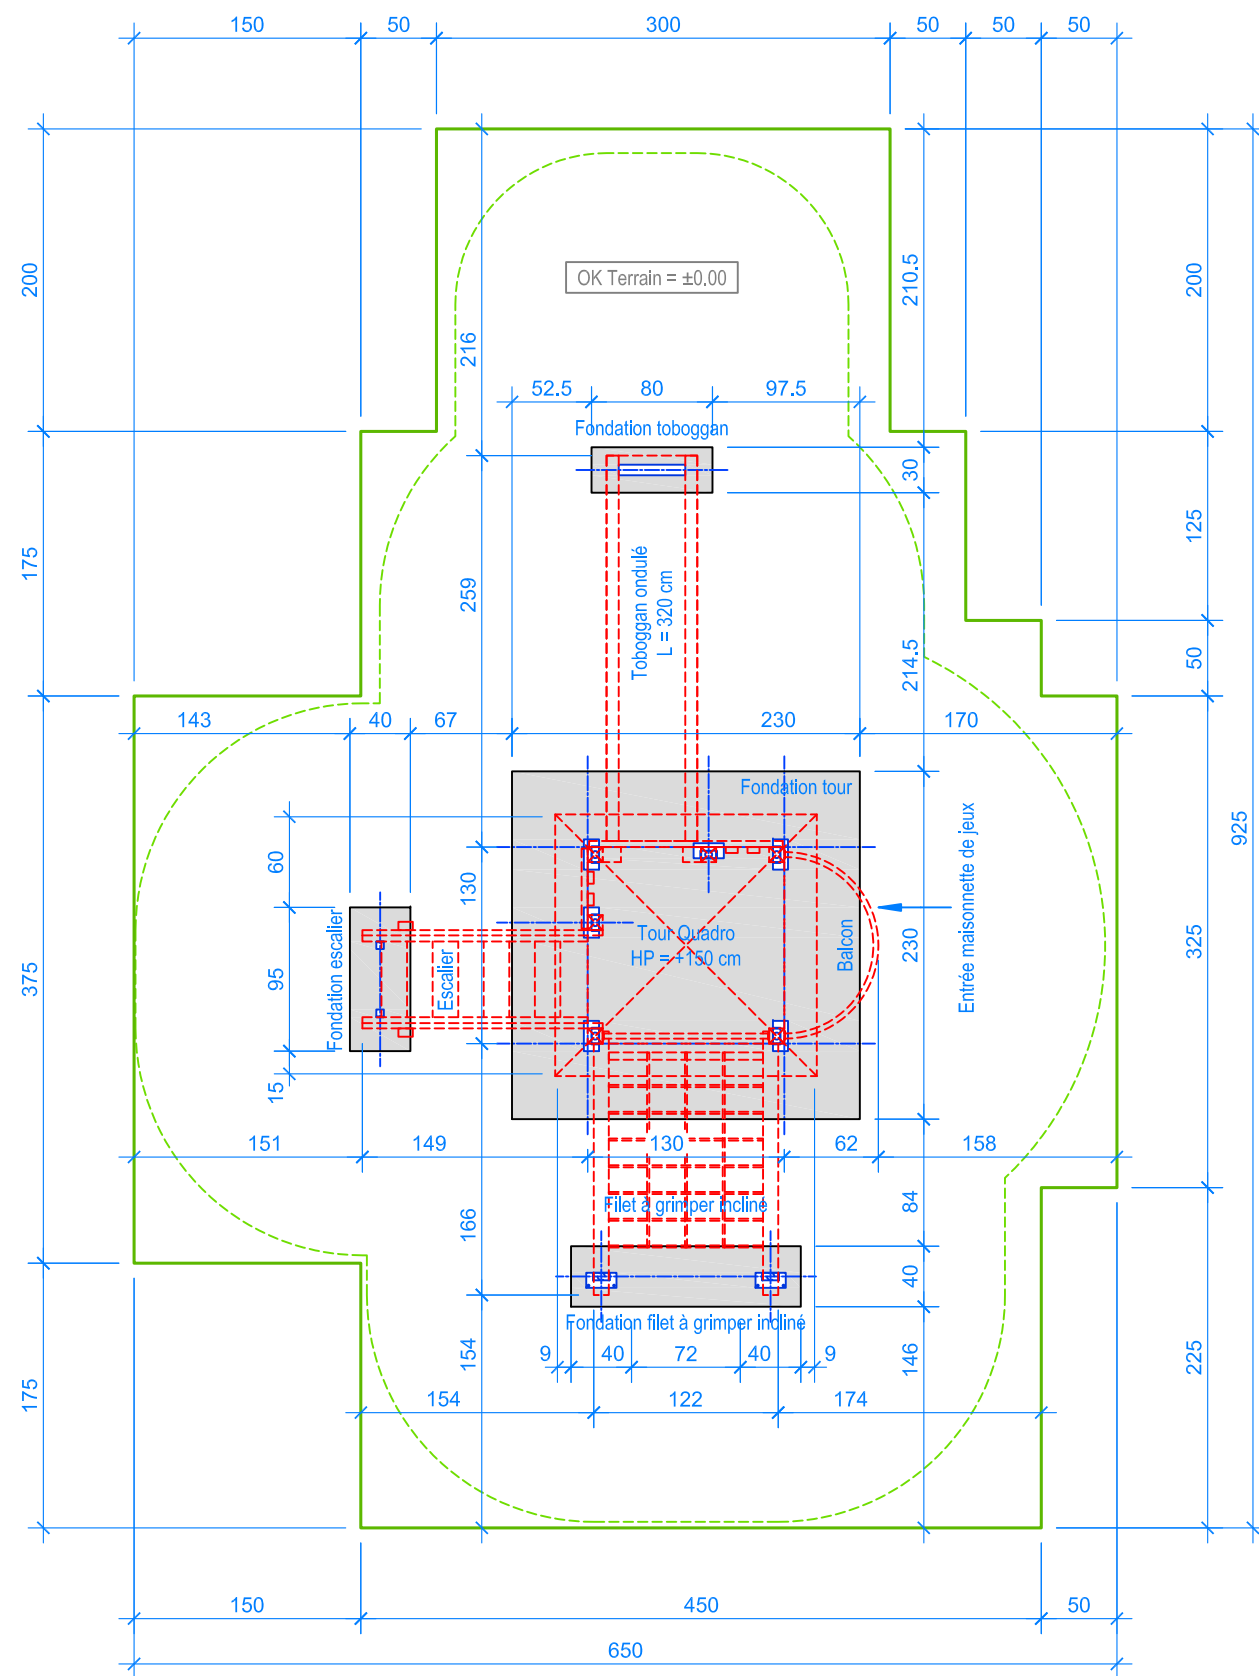 150 50 300 50 50 50
200
216
210.5
200
OK Terrain = ±0.00
52.5 80 97.5
Fondation toboggan
30
175
259
Toboggan ondulé
L = 320 cm
125
214.5
50
143 40 67 230 170
Fondation tour
925
60
130
Entrée maisonnette de jeux
Fondation escalier
95
Escalier
Tour Quadro
HP = +150 cm
Balcon
230
325
375
15
151 149 130 62 158
166
Filet à grimper incliné
84
40
Fondation filet à grimper incliné
9 40 72 40 9
154
146
225
175
154 122 174
150 450 50
650